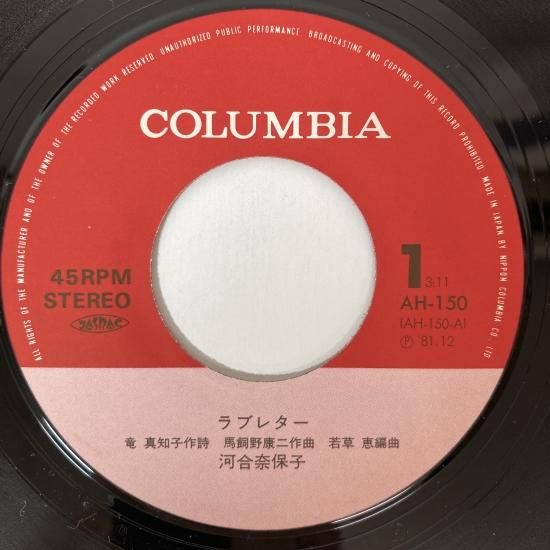 ALL RIGHTS OF THE MANUFACTURER AND OF THE OWNER OF THE RECORDED WORK RESERVED. UNAUTHORIZED PUBLIC PERFORMANCE, BROADCASTING AND COPYING OF THIS RECORD PROHIBITED. MADE IN JAPAN BY NIPPON COLUMBIA CO. LTD
COLUMBIA
45RPM
STEREO
JASRAC
1 3:11
AH-150
(AH-150-A)
Ⓟ '81.12
ラブレター
竜 真知子作詩 馬飼野康二作曲 若草 恵編曲
河合奈保子